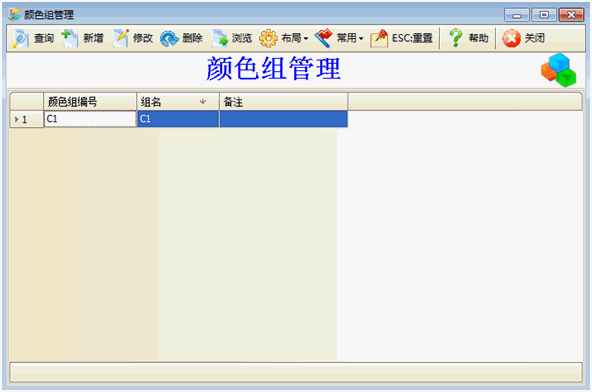 颜色组管理
查询 新增 修改 删除 浏览 布局 常用 ESC:重置 帮助 关闭
颜色组管理
颜色组编号 组名 备注
1 C1 C1